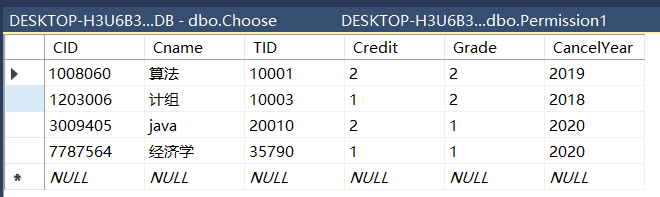 DESKTOP-H3U6B3...DB - dbo.Choose DESKTOP-H3U6B3...dbo.Permission1
CID Cname TID Credit Grade CancelYear
1008060 算法 10001 2 2 2019
1203006 计组 10003 1 2 2018
3009405 java 20010 2 1 2020
7787564 经济学 35790 1 1 2020
* NULL NULL NULL NULL NULL NULL